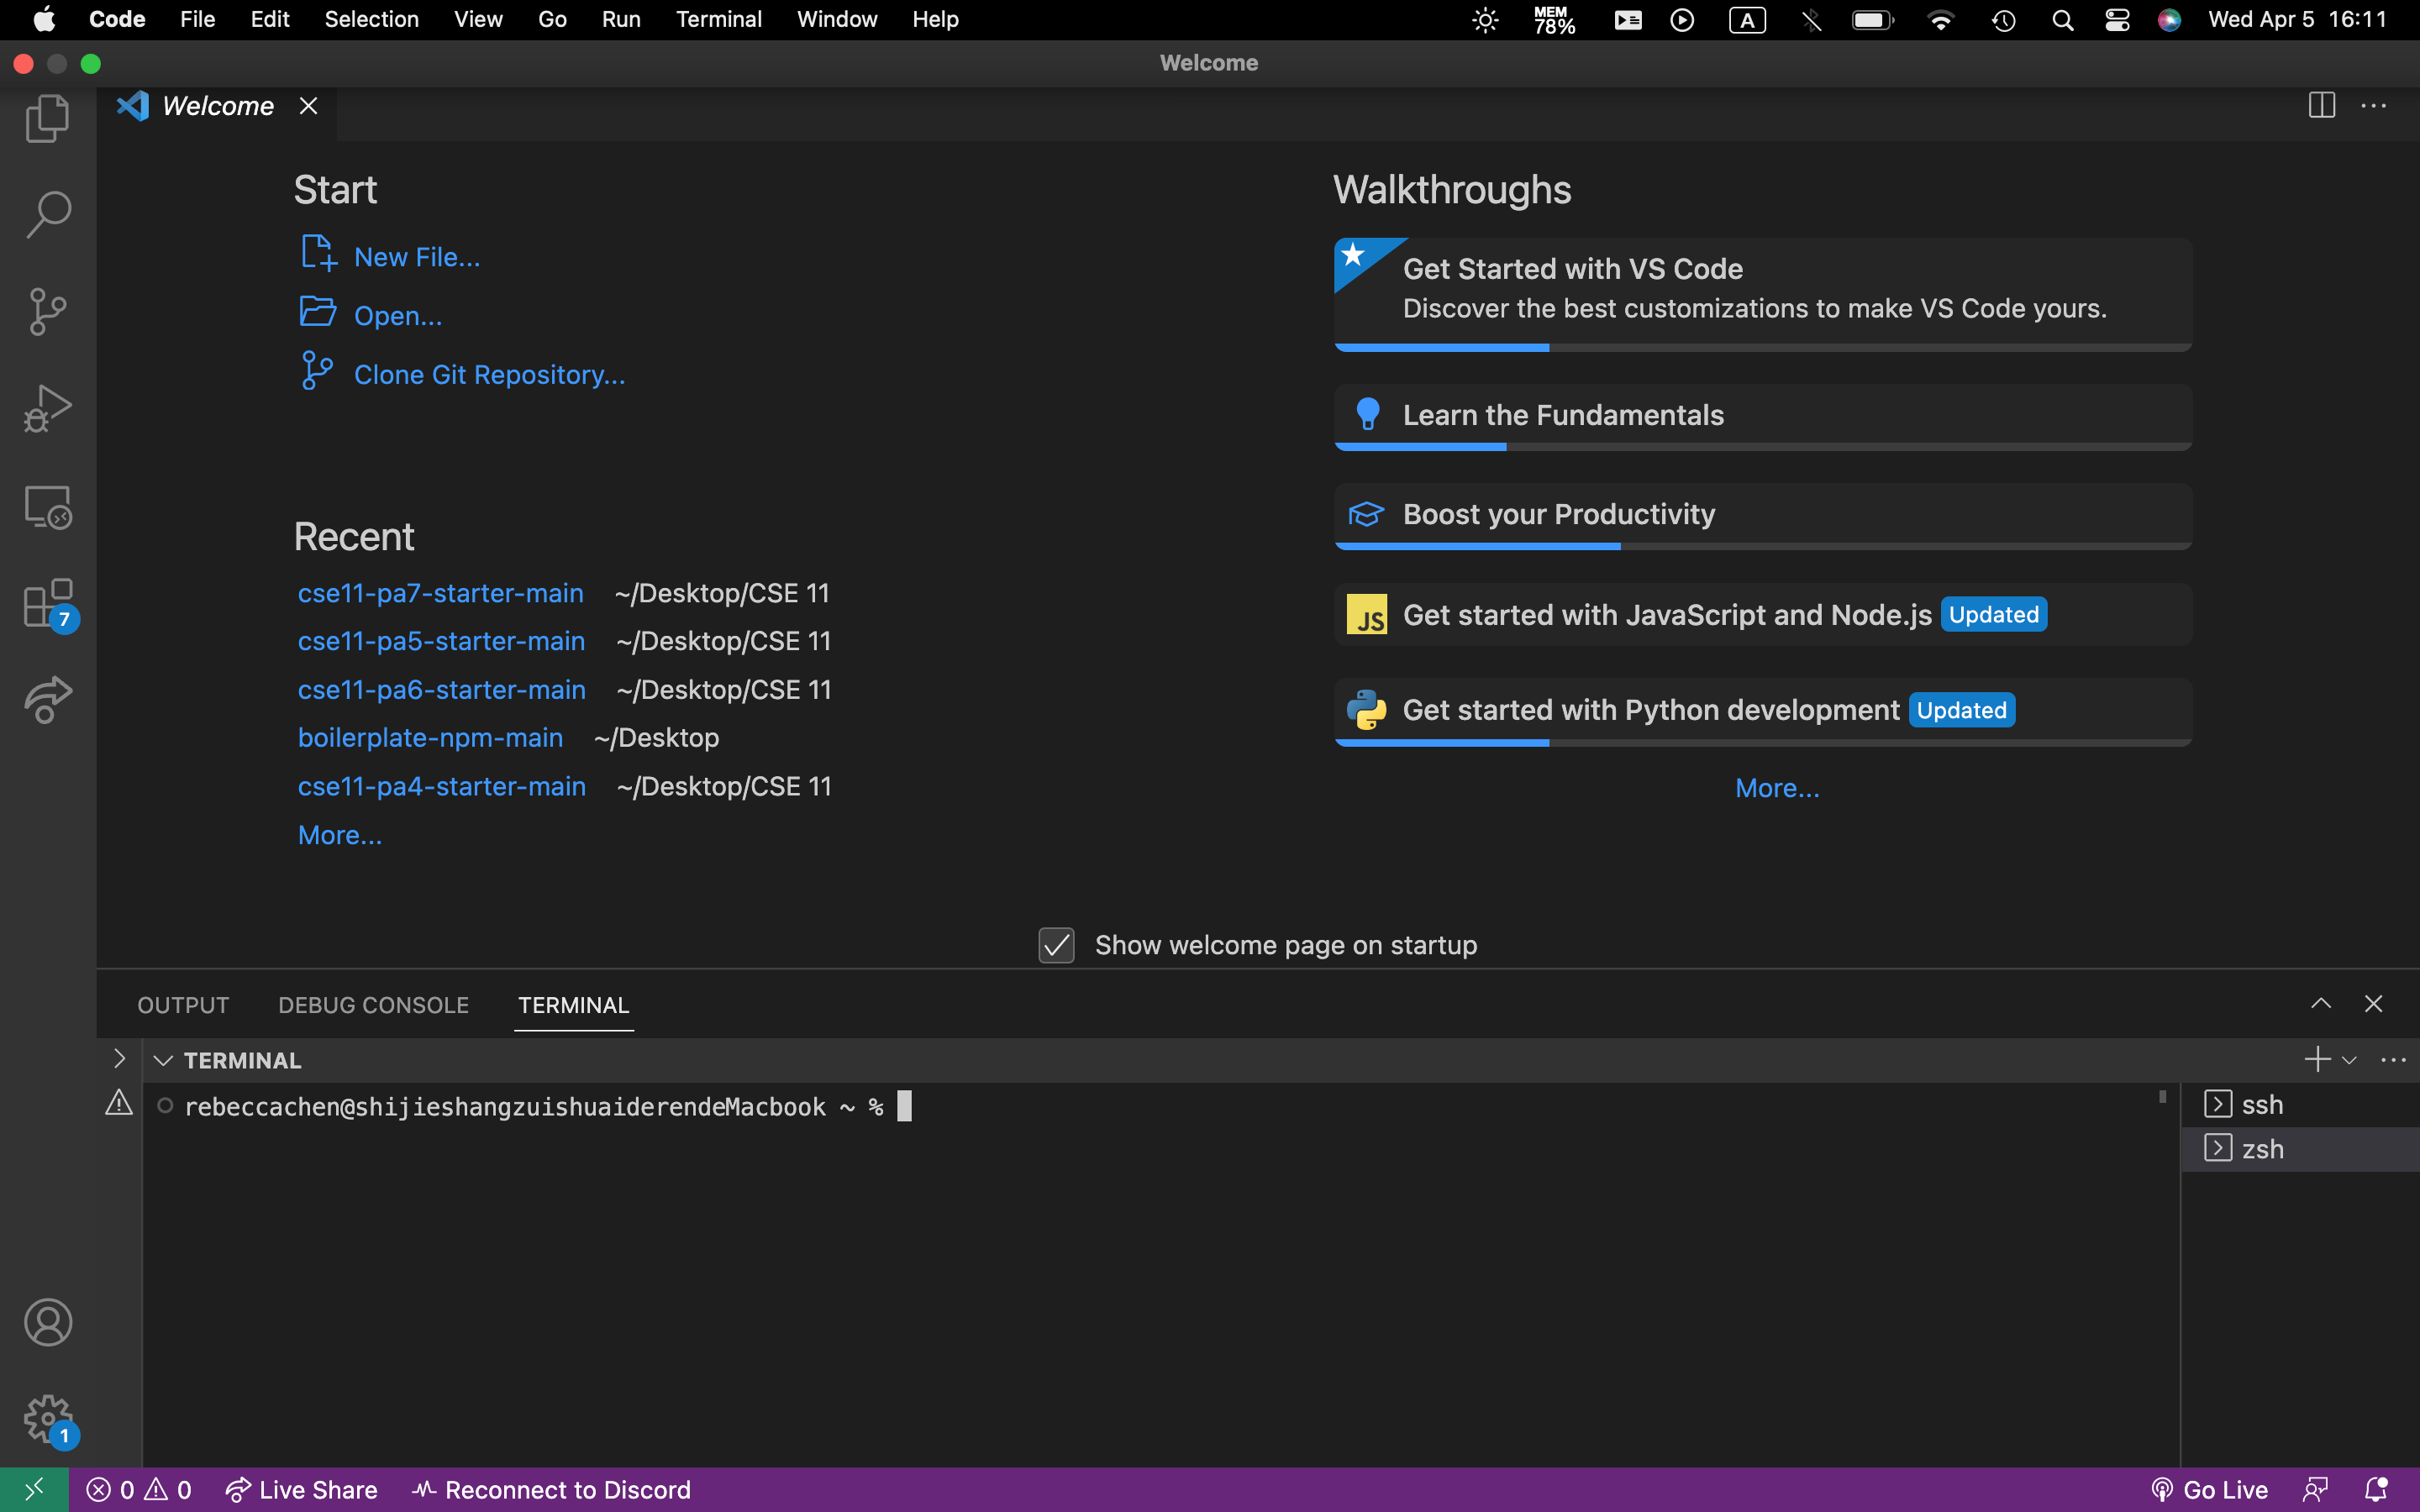 Code File Edit Selection View Go Run Terminal Window Help MEM 78% A Wed Apr 5 16:11
Welcome
Welcome
Start
New File...
Open...
Clone Git Repository...
Recent
cse11-pa7-starter-main ~/Desktop/CSE 11
cse11-pa5-starter-main ~/Desktop/CSE 11
cse11-pa6-starter-main ~/Desktop/CSE 11
boilerplate-npm-main ~/Desktop
cse11-pa4-starter-main ~/Desktop/CSE 11
More...
Walkthroughs
Get Started with VS Code
Discover the best customizations to make VS Code yours.
Learn the Fundamentals
Boost your Productivity
JS Get started with JavaScript and Node.js Updated
Get started with Python development Updated
More...
Show welcome page on startup
7
OUTPUT DEBUG CONSOLE TERMINAL
TERMINAL
rebeccachen@shijieshangzuishuaiderendeMacbook ~ %
ssh
zsh
1
0 0 Live Share Reconnect to Discord Go Live